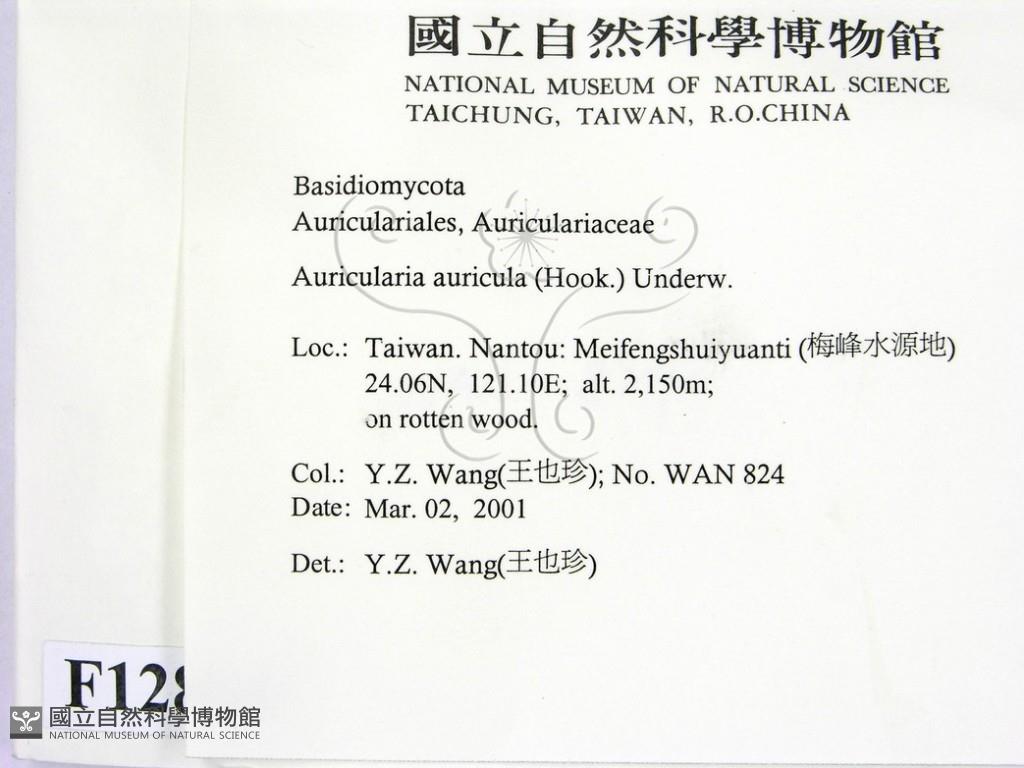 國立自然科學博物館
NATIONAL MUSEUM OF NATURAL SCIENCE
TAICHUNG, TAIWAN, R.O.CHINA
Basidiomycota
Auriculariales, Auriculariaceae
Auricularia auricula (Hook.) Underw.
Loc.: Taiwan. Nantou: Meifengshuiyuanti (梅峰水源地)
24.06N, 121.10E; alt. 2,150m;
on rotten wood.
Col.: Y.Z. Wang(王也珍); No. WAN 824
Date: Mar. 02, 2001
Det.: Y.Z. Wang(王也珍)
F128
國立自然科學博物館
NATIONAL MUSEUM OF NATURAL SCIENCE